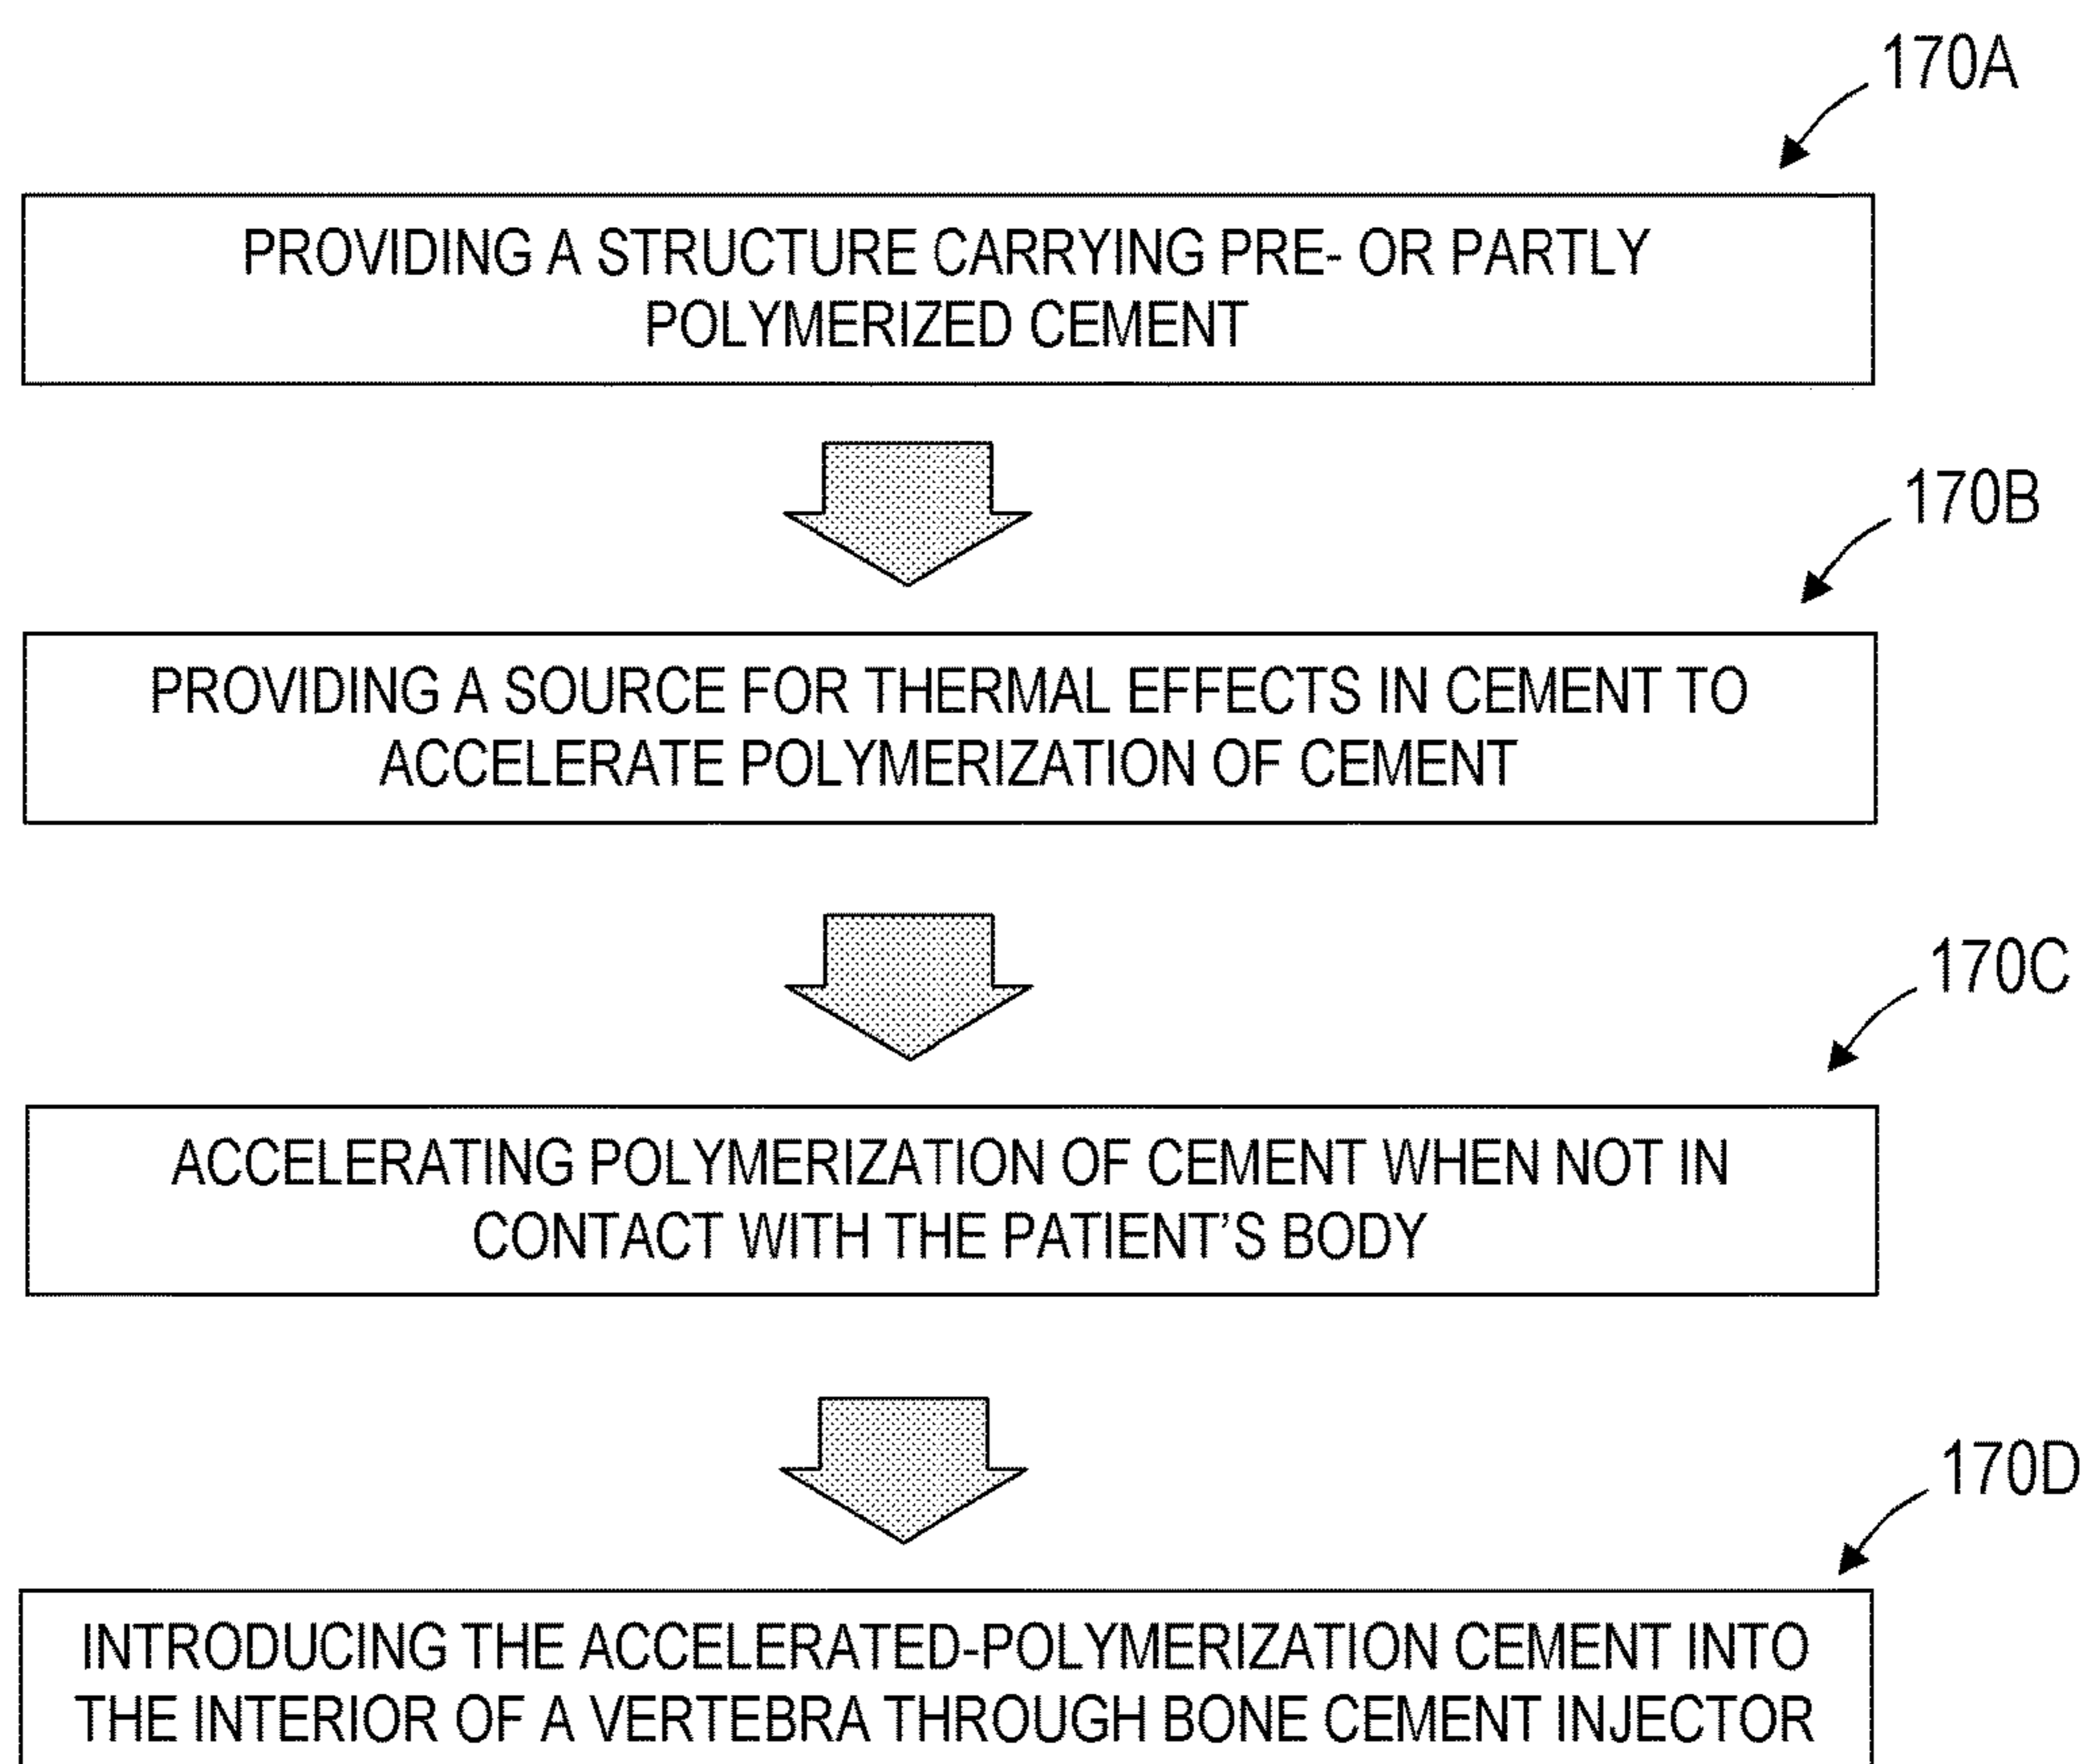 170A
PROVIDING A STRUCTURE CARRYING PRE- OR PARTLY
POLYMERIZED CEMENT
170B
PROVIDING A SOURCE FOR THERMAL EFFECTS IN CEMENT TO
ACCELERATE POLYMERIZATION OF CEMENT
170C
ACCELERATING POLYMERIZATION OF CEMENT WHEN NOT IN
CONTACT WITH THE PATIENT'S BODY
170D
INTRODUCING THE ACCELERATED-POLYMERIZATION CEMENT INTO
THE INTERIOR OF A VERTEBRA THROUGH BONE CEMENT INJECTOR